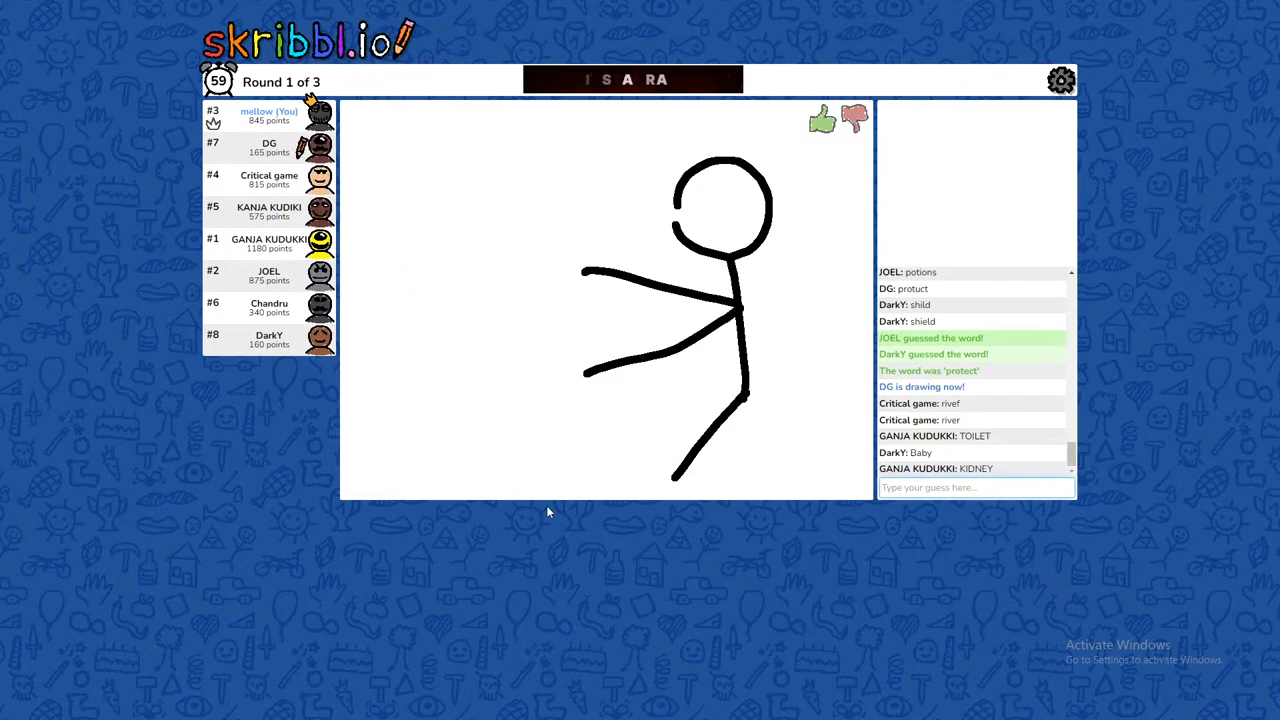 skribbl.io
59 Round 1 of 3
I'S A RA
#3 mellow (You)
845 points
#7 DG
165 points
#4 Critical game
815 points
#5 KANJA KUDIKI
575 points
#1 GANJA KUDUKKI
1180 points
#2 JOEL
875 points
#6 Chandru
340 points
#8 DarkY
160 points
JOEL: potions
DG: protuct
DarkY: shild
DarkY: shield
JOEL guessed the word!
DarkY guessed the word!
The word was 'protect'
DG is drawing now!
Critical game: rivef
Critical game: river
GANJA KUDUKKI: TOILET
DarkY: Baby
GANJA KUDUKKI: KIDNEY
Type your guess here...
Activate Windows
Go to Settings to activate Windows.